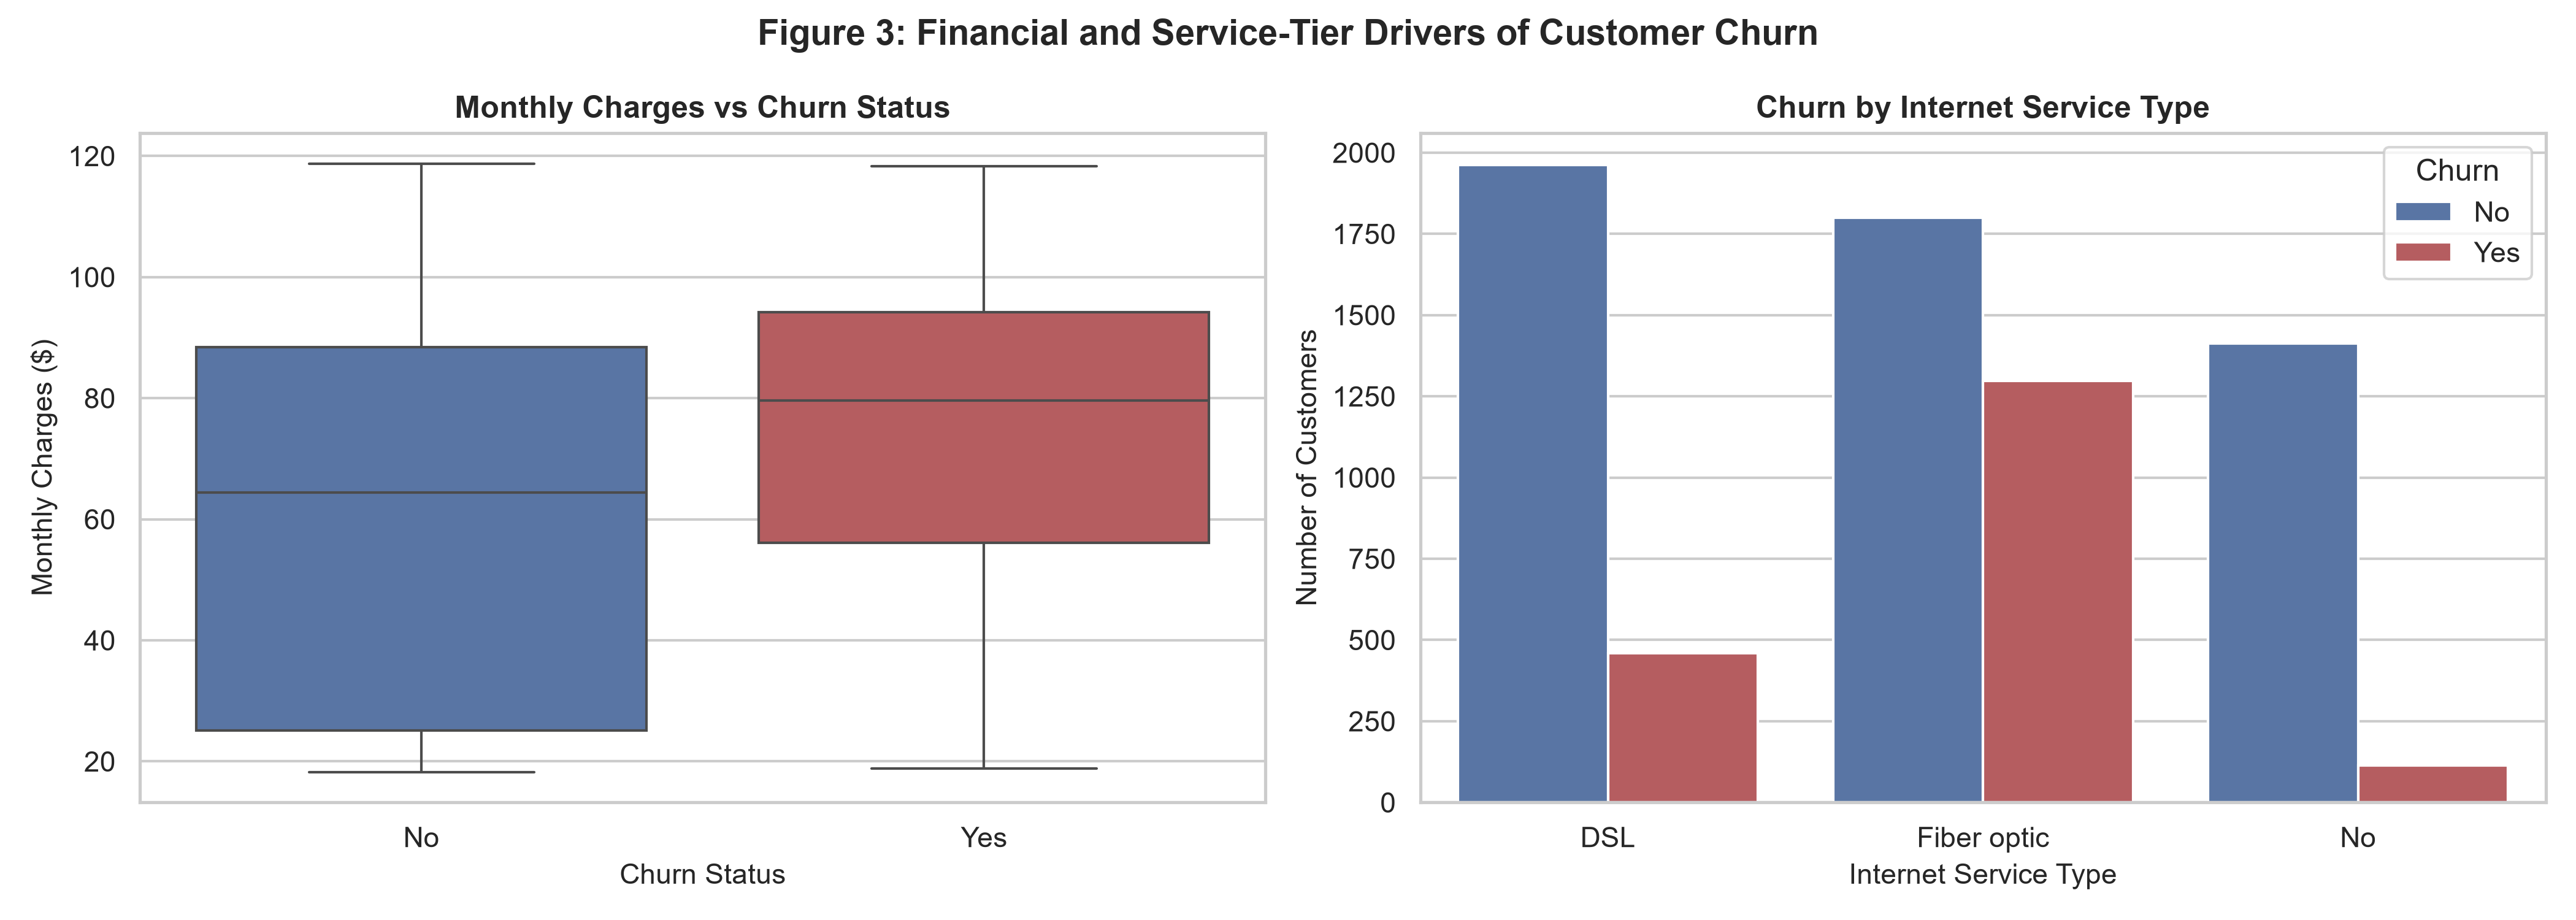 Figure 3: Financial and Service-Tier Drivers of Customer Churn
Monthly Charges vs Churn Status
120
100
80
60
40
20
Monthly Charges ($)
No
Yes
Churn Status
Churn by Internet Service Type
2000
1750
1500
1250
1000
750
500
250
0
Number of Customers
Churn
No
Yes
DSL
Fiber optic
No
Internet Service Type